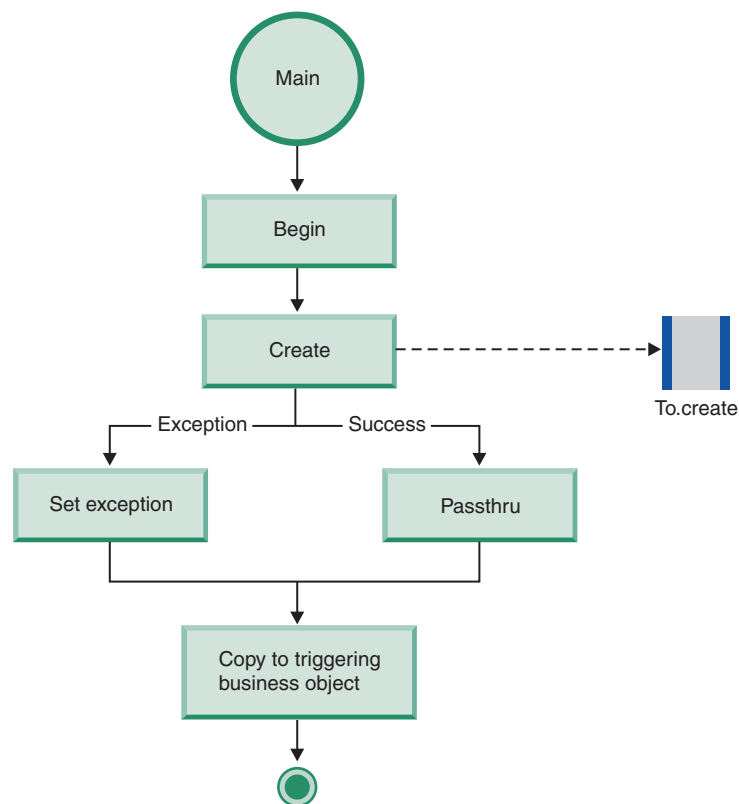 Main
Begin
Create
To.create
Exception
Success
Set exception
Passthru
Copy to triggering
business object